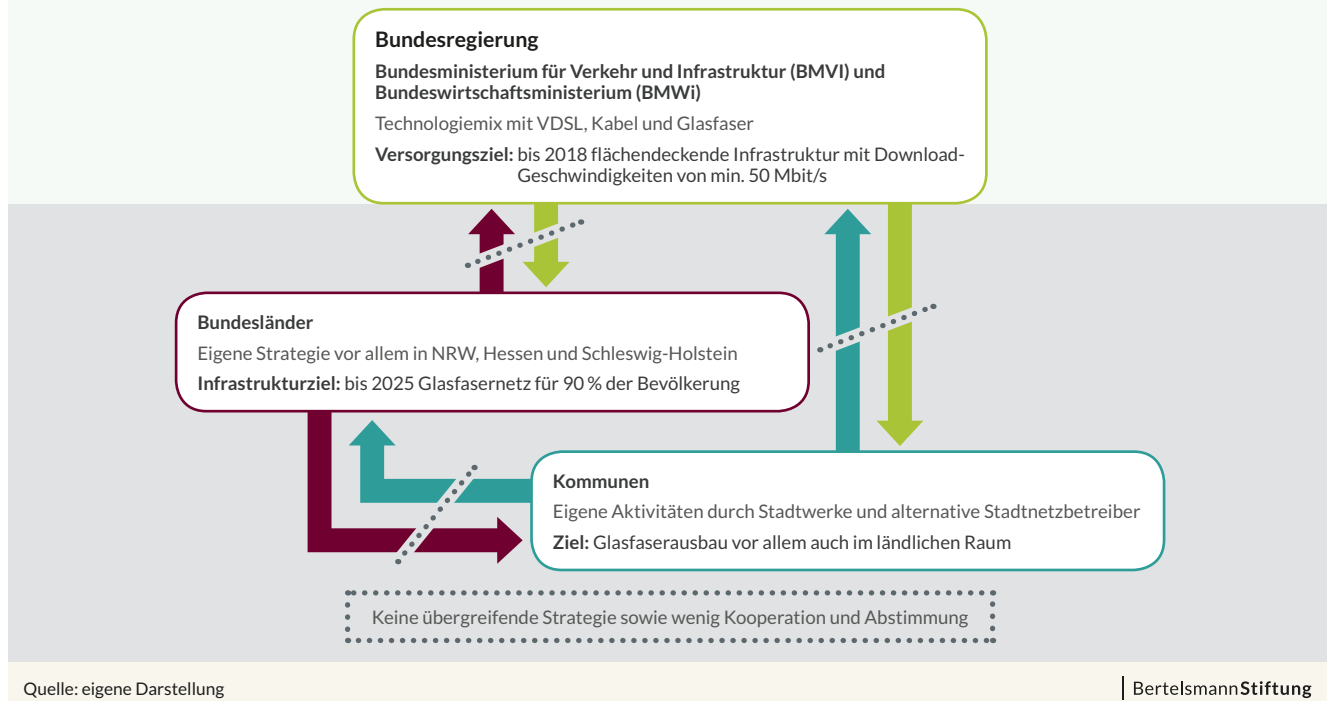 Bundesregierung
Bundesministerium für Verkehr und Infrastruktur (BMVI) und
Bundeswirtschaftsministerium (BMWi)
Technologiemix mit VDSL, Kabel und Glasfaser
Versorgungsziel: bis 2018 flächendeckende Infrastruktur mit Download-
Geschwindigkeiten von min. 50 Mbit/s
Bundesländer
Eigene Strategie vor allem in NRW, Hessen und Schleswig-Holstein
Infrastrukturziel: bis 2025 Glasfasernetz für 90 % der Bevölkerung
Kommunen
Eigene Aktivitäten durch Stadtwerke und alternative Stadtnetzbetreiber
Ziel: Glasfaserausbau vor allem auch im ländlichen Raum
Keine übergreifende Strategie sowie wenig Kooperation und Abstimmung
Quelle: eigene Darstellung
BertelsmannStiftung